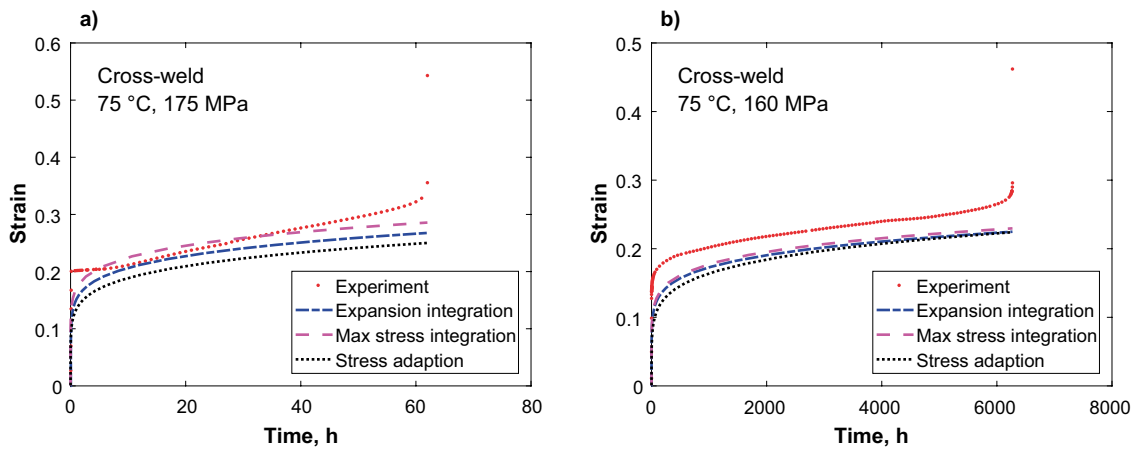 a)
Cross-weld
75 °C, 175 MPa
Strain
0.6
0.5
0.4
0.3
0.2
0.1
0
Experiment
Expansion integration
Max stress integration
Stress adaption
0 20 40 60 80
Time, h
b)
Cross-weld
75 °C, 160 MPa
Strain
0.5
0.4
0.3
0.2
0.1
0
Experiment
Expansion integration
Max stress integration
Stress adaption
0 2000 4000 6000 8000
Time, h